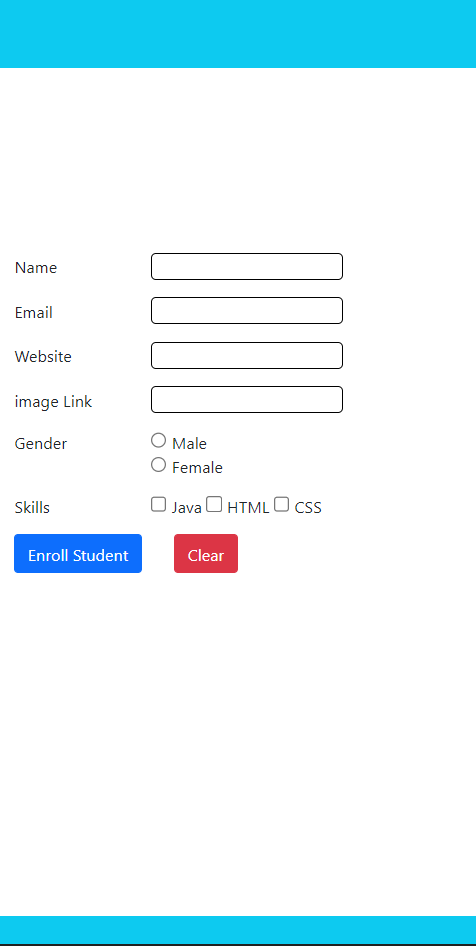 Name
Email
Website
image Link
Gender Male
Female
Skills Java HTML CSS
Enroll Student Clear